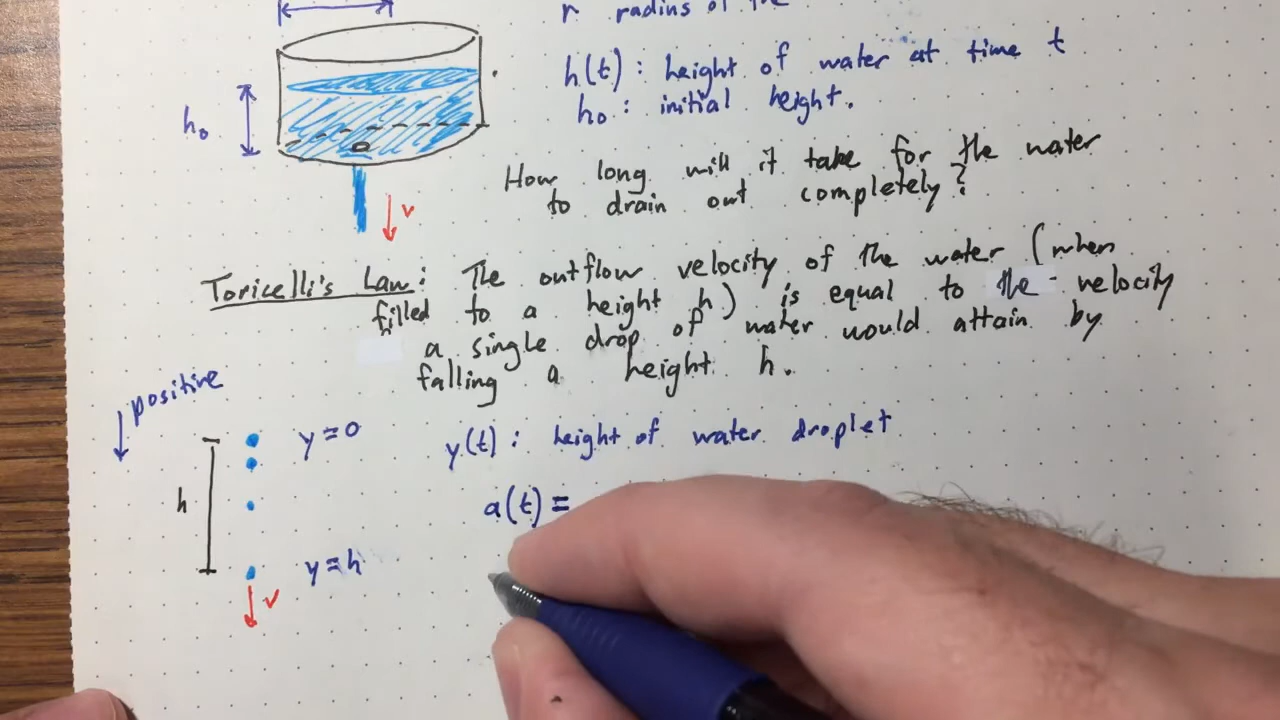 r radius of the
h(t) : height of water at time t
h₀ : initial height.
h₀
How long will it take for the water
to drain out completely?
v
Toricelli's Law : The outflow velocity of the water (when
filled to a height h) is equal to the velocity
a single drop of water would attain by
falling a height h.
positive
y = 0
y(t) : height of water droplet
h
a(t) =
y = h
v